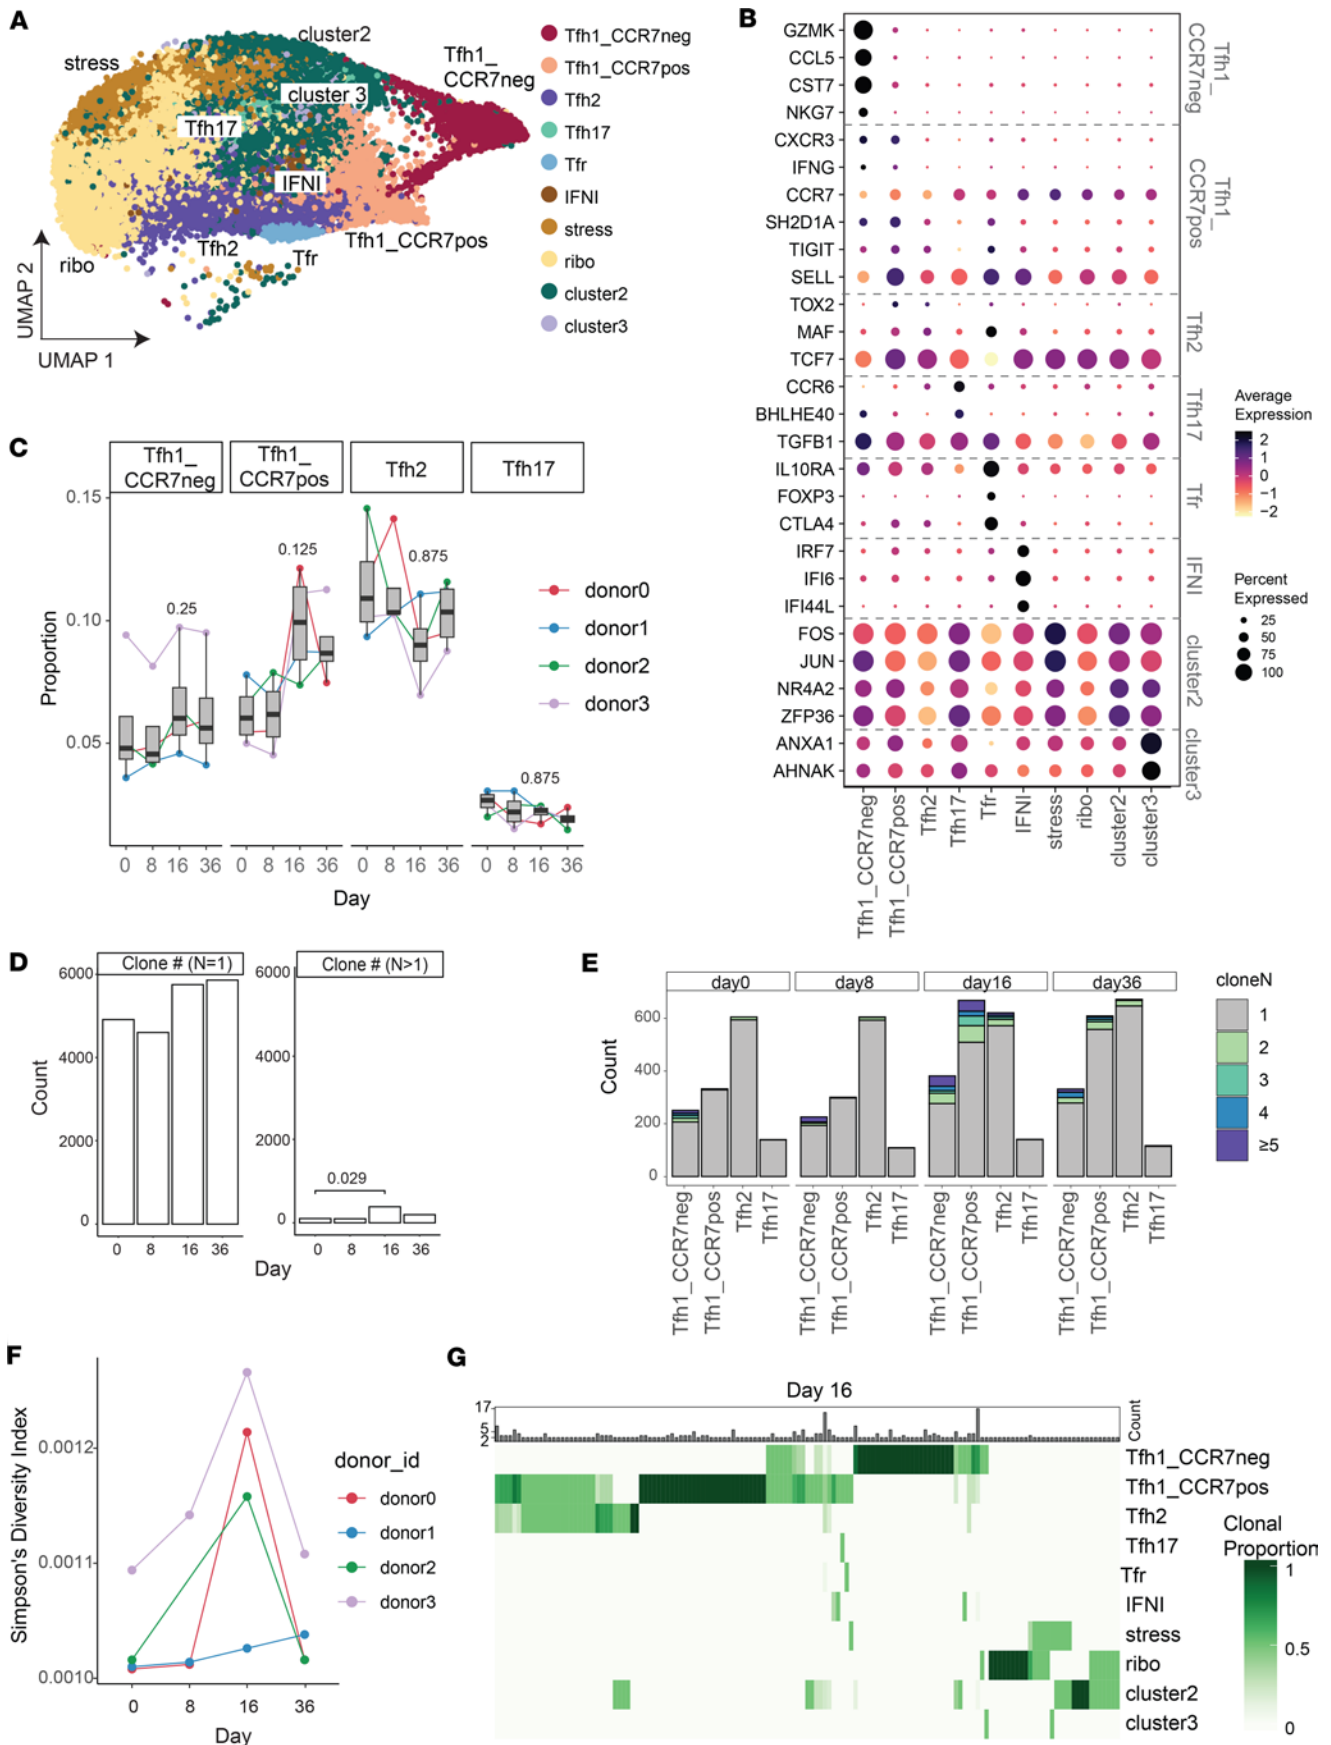 A
cluster2
stress
Tfh1_
CCR7neg
cluster 3
Tfh17
IFNI
Tfh2
Tfr
Tfh1_CCR7pos
ribo
UMAP 2
UMAP 1
Tfh1_CCR7neg
Tfh1_CCR7pos
Tfh2
Tfh17
Tfr
IFNI
stress
ribo
cluster2
cluster3
B
GZMK
CCL5
CST7
NKG7
CXCR3
IFNG
CCR7
SH2D1A
TIGIT
SELL
TOX2
MAF
TCF7
CCR6
BHLHE40
TGFB1
IL10RA
FOXP3
CTLA4
IRF7
IFI6
IFI44L
FOS
JUN
NR4A2
ZFP36
ANXA1
AHNAK
Tfh1_
CCR7neg
Tfh1_
CCR7pos
Tfh2
Tfh17
Tfr
IFNI
cluster2
cluster3
Tfh1_CCR7neg
Tfh1_CCR7pos
Tfh2
Tfh17
Tfr
IFNI
stress
ribo
cluster2
cluster3
Average
Expression
2
1
0
−1
−2
Percent
Expressed
25
50
75
100
C
Tfh1_
CCR7neg
Tfh1_
CCR7pos
Tfh2
Tfh17
0.15
0.10
0.05
Proportion
0.25
0.125
0.875
0.875
0 8 16 36
0 8 16 36
0 8 16 36
0 8 16 36
Day
donor0
donor1
donor2
donor3
D
Clone # (N=1)
Clone # (N>1)
6000
4000
2000
0
Count
6000
4000
2000
0
0.029
0 8 16 36
0 8 16 36
Day
E
day0
day8
day16
day36
600
400
200
0
Count
Tfh1_CCR7neg
Tfh1_CCR7pos
Tfh2
Tfh17
Tfh1_CCR7neg
Tfh1_CCR7pos
Tfh2
Tfh17
Tfh1_CCR7neg
Tfh1_CCR7pos
Tfh2
Tfh17
Tfh1_CCR7neg
Tfh1_CCR7pos
Tfh2
Tfh17
cloneN
1
2
3
4
≥5
F
Simpson's Diversity Index
0.0012
0.0011
0.0010
0 8 16 36
Day
donor_id
donor0
donor1
donor2
donor3
G
Day 16
17
5
2
Count
Tfh1_CCR7neg
Tfh1_CCR7pos
Tfh2
Tfh17
Tfr
IFNI
stress
ribo
cluster2
cluster3
Clonal
Proportion
1
0.5
0